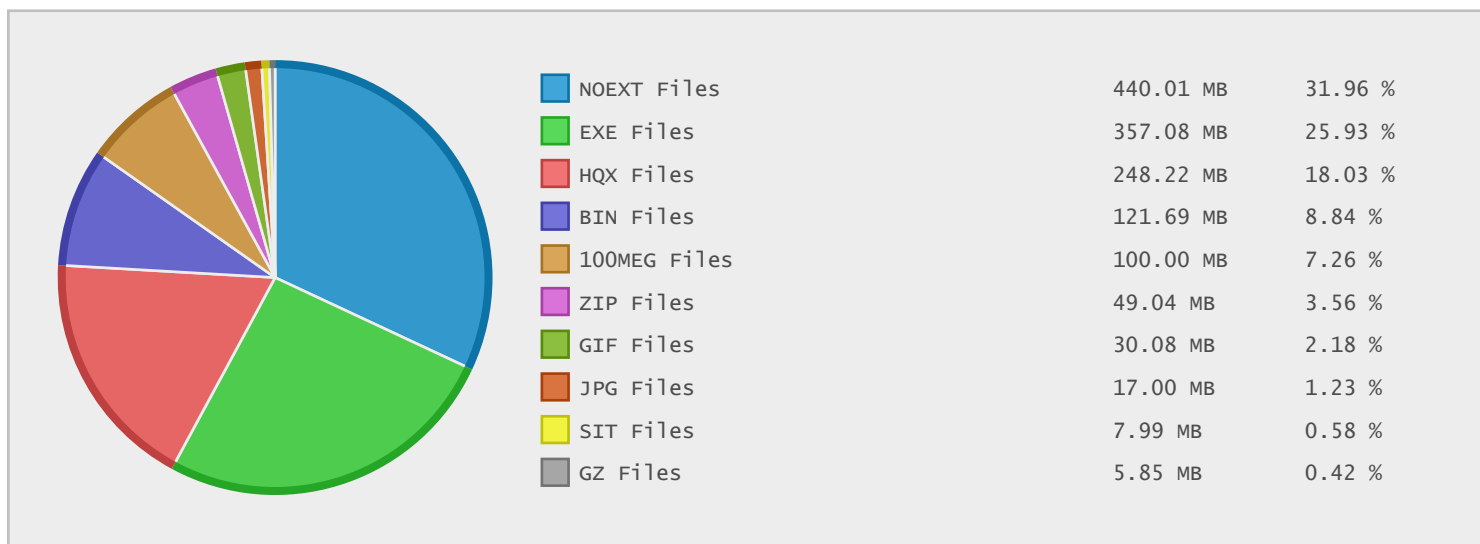 NOEXT Files 440.01 MB 31.96 %
EXE Files 357.08 MB 25.93 %
HQX Files 248.22 MB 18.03 %
BIN Files 121.69 MB 8.84 %
100MEG Files 100.00 MB 7.26 %
ZIP Files 49.04 MB 3.56 %
GIF Files 30.08 MB 2.18 %
JPG Files 17.00 MB 1.23 %
SIT Files 7.99 MB 0.58 %
GZ Files 5.85 MB 0.42 %